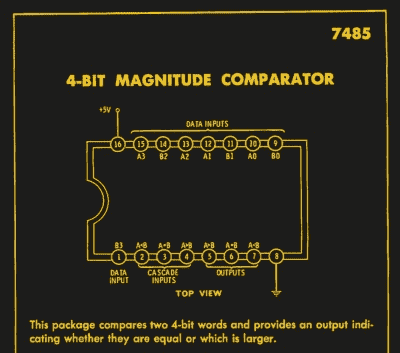 7485
4-BIT MAGNITUDE COMPARATOR
+5V
DATA INPUTS
16 15 14 13 12 11 10 9
A3 B2 A2 A1 B1 A0 B0
B3
1 2 3 4 5 6 7 8
DATA INPUT
CASCADE INPUTS
OUTPUTS
TOP VIEW
This package compares two 4-bit words and provides an output indi-
cating whether they are equal or which is larger.